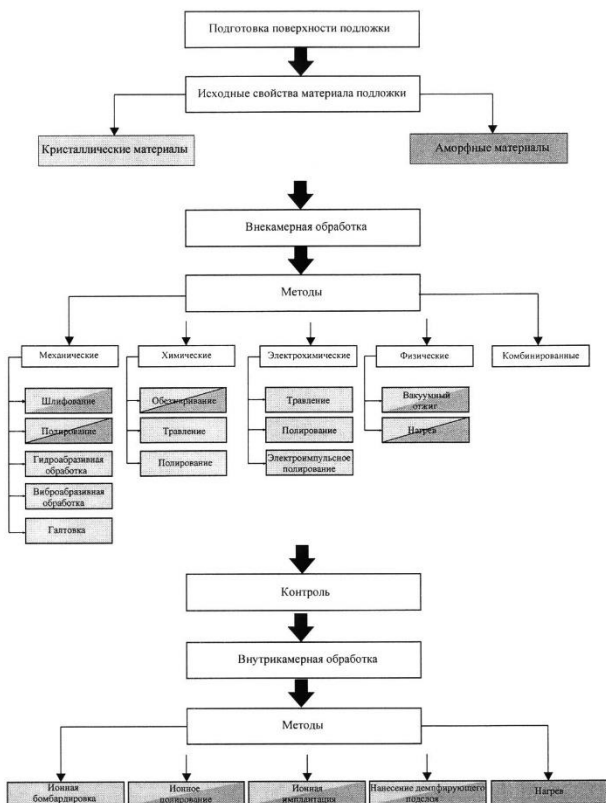 Подготовка поверхности подложки
Исходные свойства материала подложки
Кристаллические материалы
Аморфные материалы
Внекамерная обработка
Методы
Механические
Химические
Электрохимические
Физические
Комбинированные
Шлифование
Обезжиривание
Травление
Вакуумный
отжиг
Полирование
Травление
Полирование
Нагрев
Гидроабразивная
обработка
Полирование
Электроимпульсное
полирование
Виброабразивная
обработка
Галтовка
Контроль
Внутрикамерная обработка
Методы
Ионная
бомбардировка
Ионное
полирование
Ионная
имплантация
Нанесение демпфирующего
подслоя
Нагрев